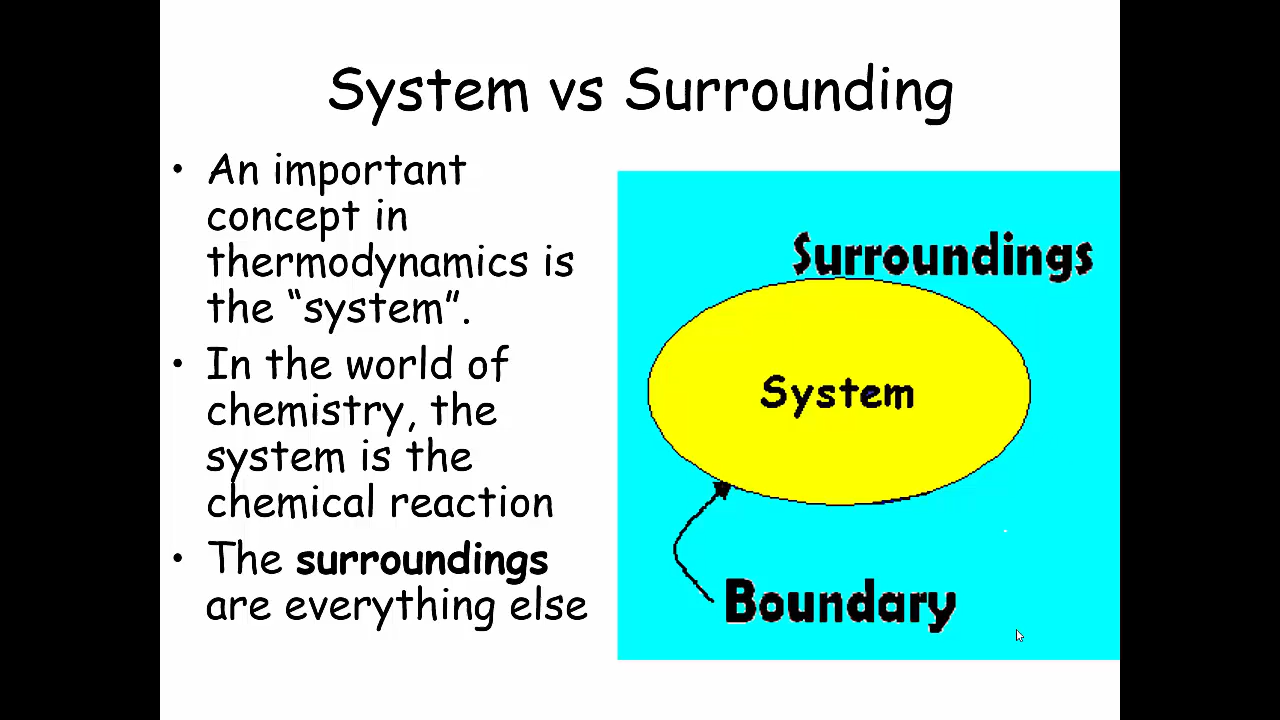 System vs Surrounding
• An important
concept in
thermodynamics is
the “system”.
• In the world of
chemistry, the
system is the
chemical reaction
• The surroundings
are everything else
Surroundings
System
Boundary